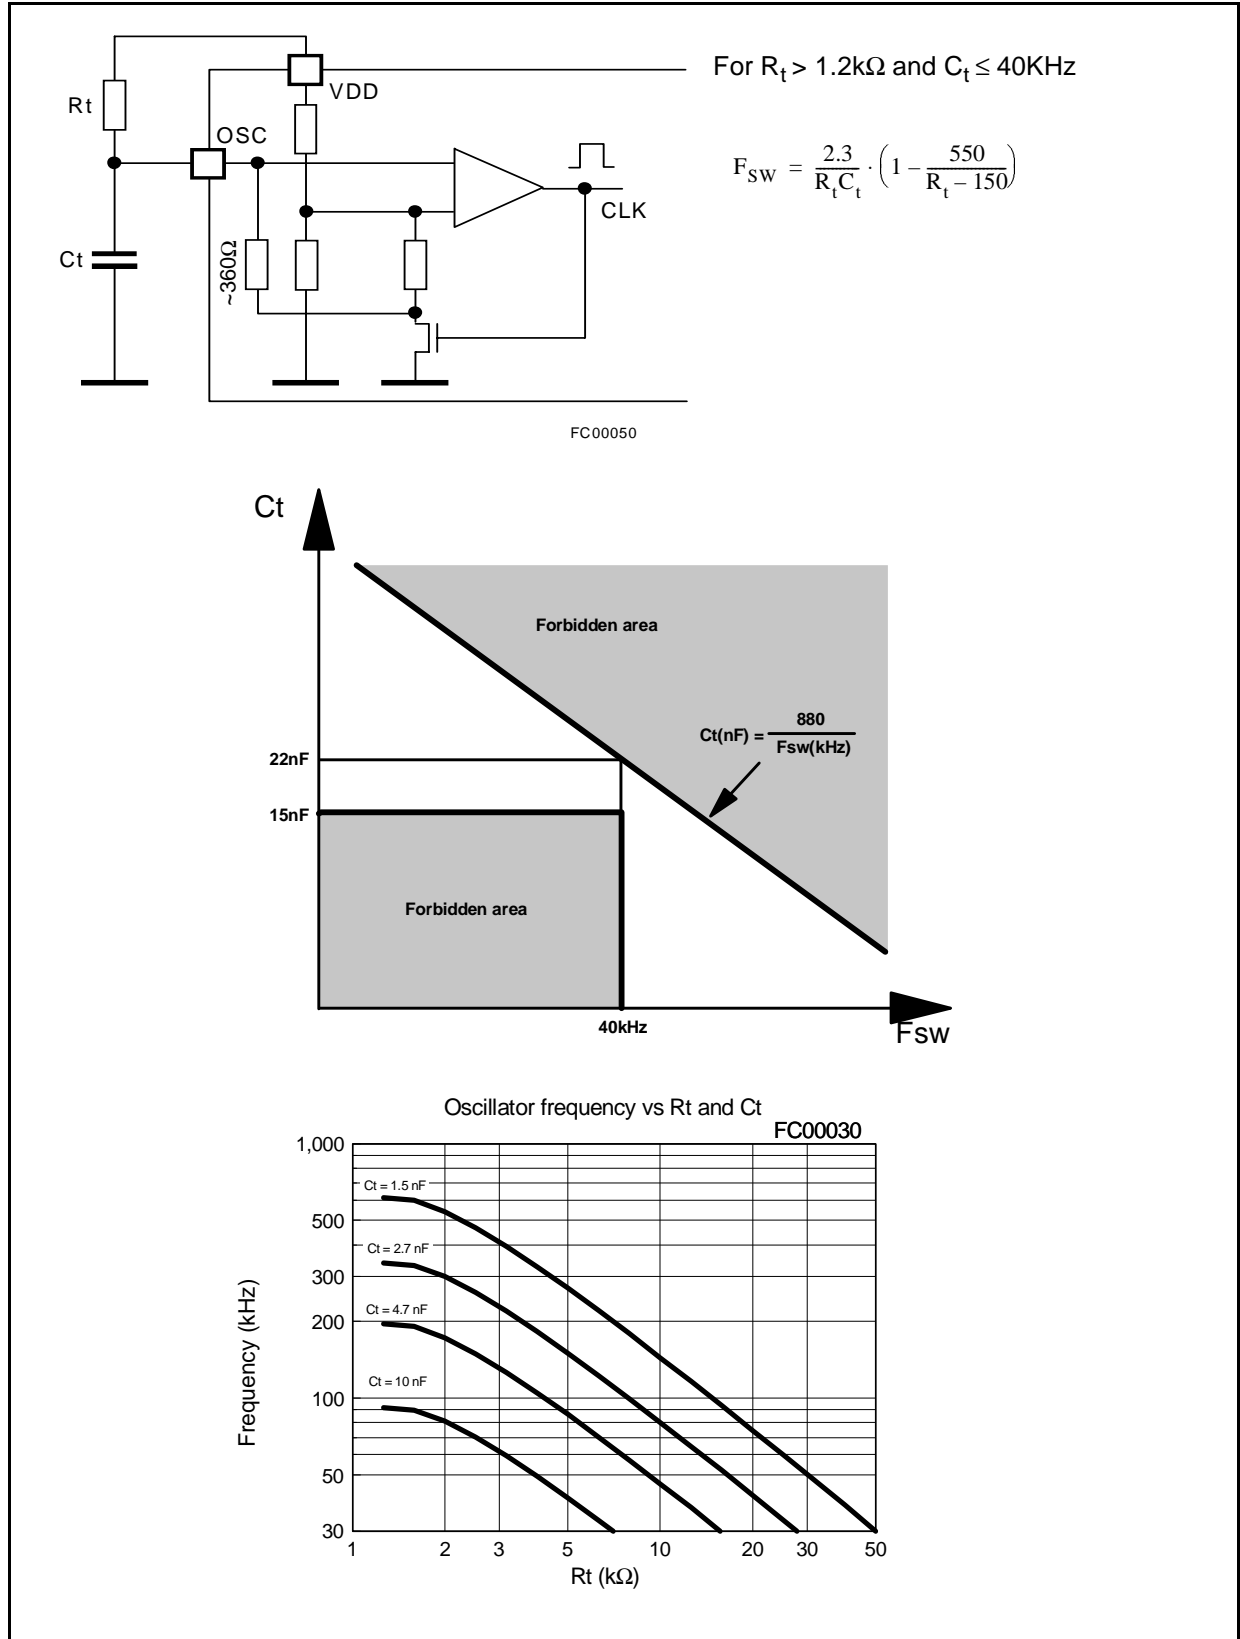 For Rt > 1.2kΩ and Ct ≤ 40KHz
VDD
Rt
OSC
FSW = 2.3 / RtCt · (1 − 550 / (Rt − 150))
CLK
Ct
~360Ω
FC00050
Ct
Forbidden area
Ct(nF) = 880 / Fsw(kHz)
22nF
15nF
Forbidden area
40kHz
Fsw
Oscillator frequency vs Rt and Ct
FC00030
1,000
Ct = 1.5 nF
500
Ct = 2.7 nF
300
Ct = 4.7 nF
200
Ct = 10 nF
100
50
30
Frequency (kHz)
1 2 3 5 10 20 30 50
Rt (kΩ)